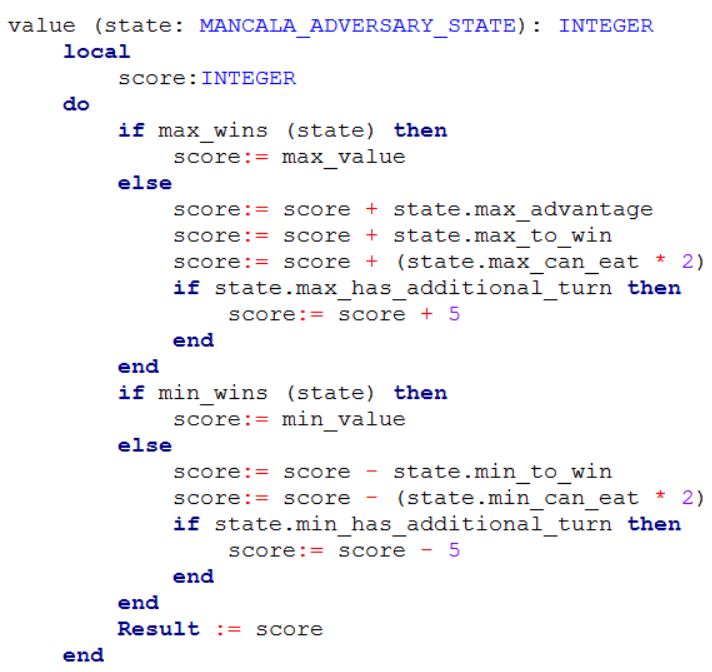 value (state: MANCALA_ADVERSARY_STATE): INTEGER
    local
        score:INTEGER
    do
        if max_wins (state) then
            score:= max_value
        else
            score:= score + state.max_advantage
            score:= score + state.max_to_win
            score:= score + (state.max_can_eat * 2)
            if state.max_has_additional_turn then
                score:= score + 5
            end
        end
        if min_wins (state) then
            score:= min_value
        else
            score:= score - state.min_to_win
            score:= score - (state.min_can_eat * 2)
            if state.min_has_additional_turn then
                score:= score - 5
            end
        end
        Result := score
    end